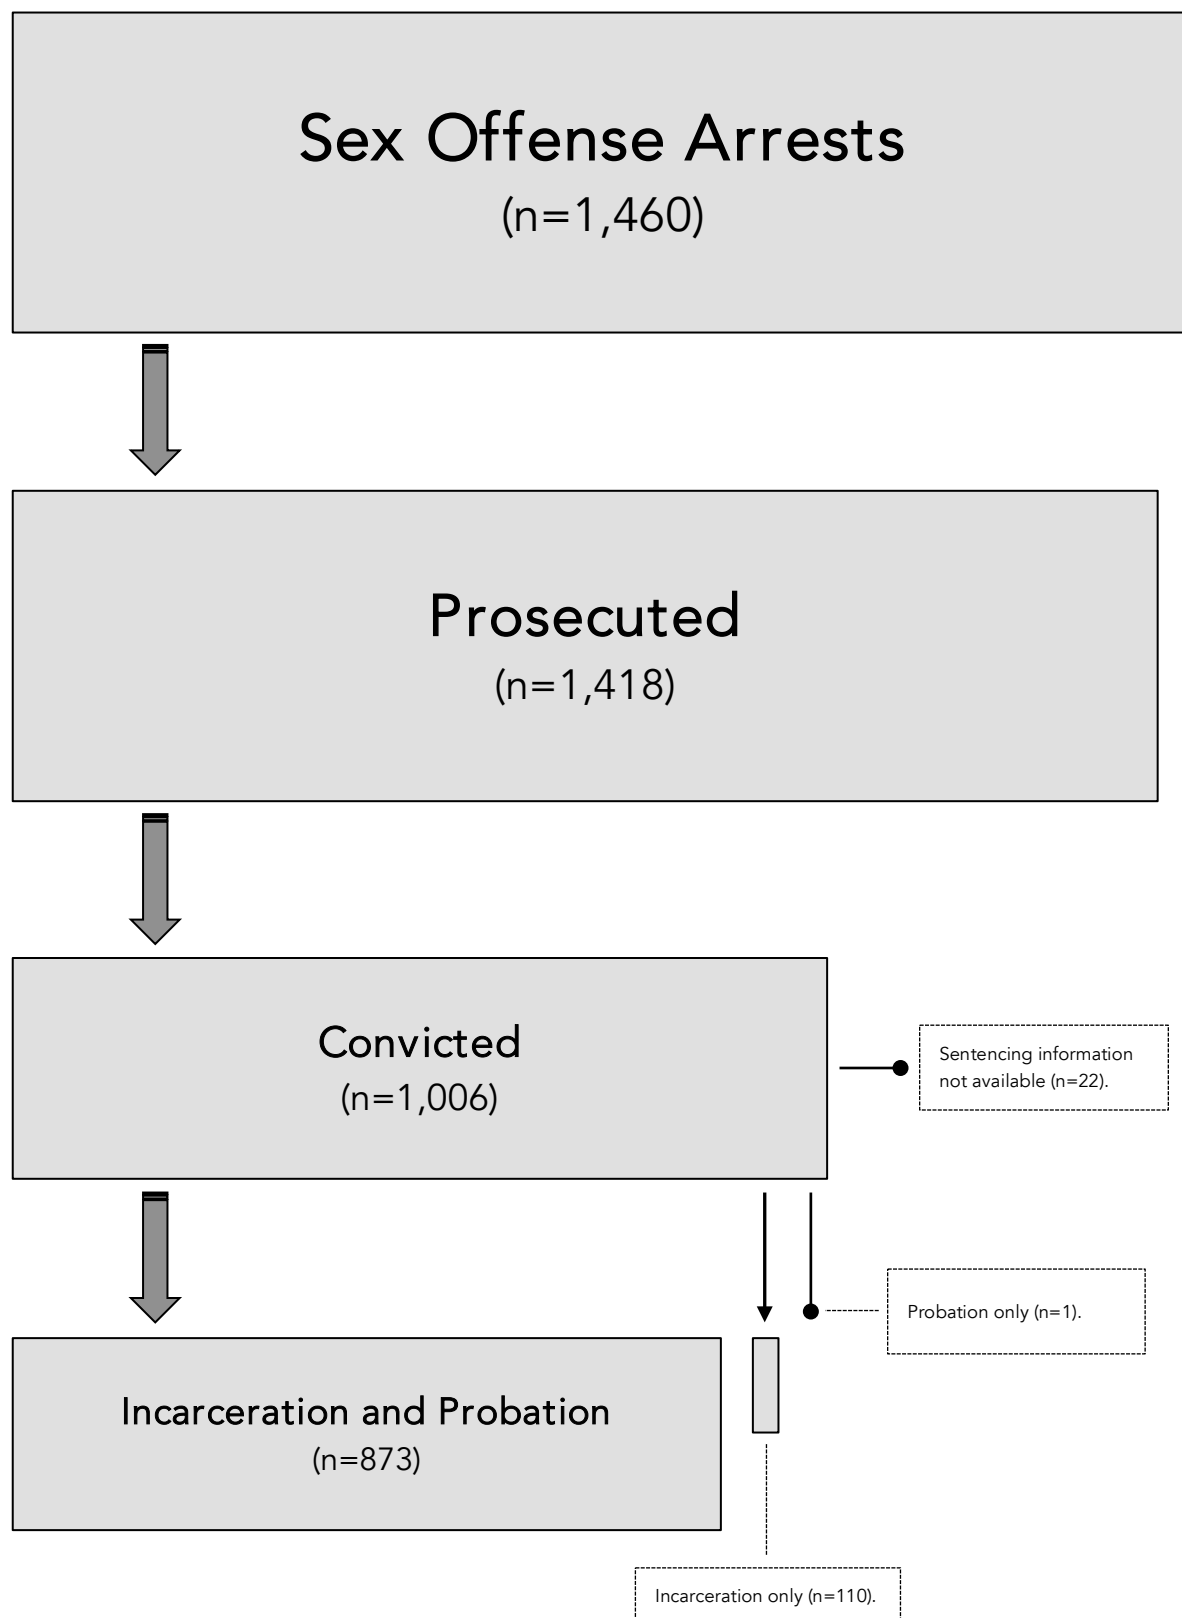 Sex Offense Arrests
(n=1,460)
Prosecuted
(n=1,418)
Convicted
(n=1,006)
Sentencing information
not available (n=22).
Probation only (n=1).
Incarceration and Probation
(n=873)
Incarceration only (n=110).